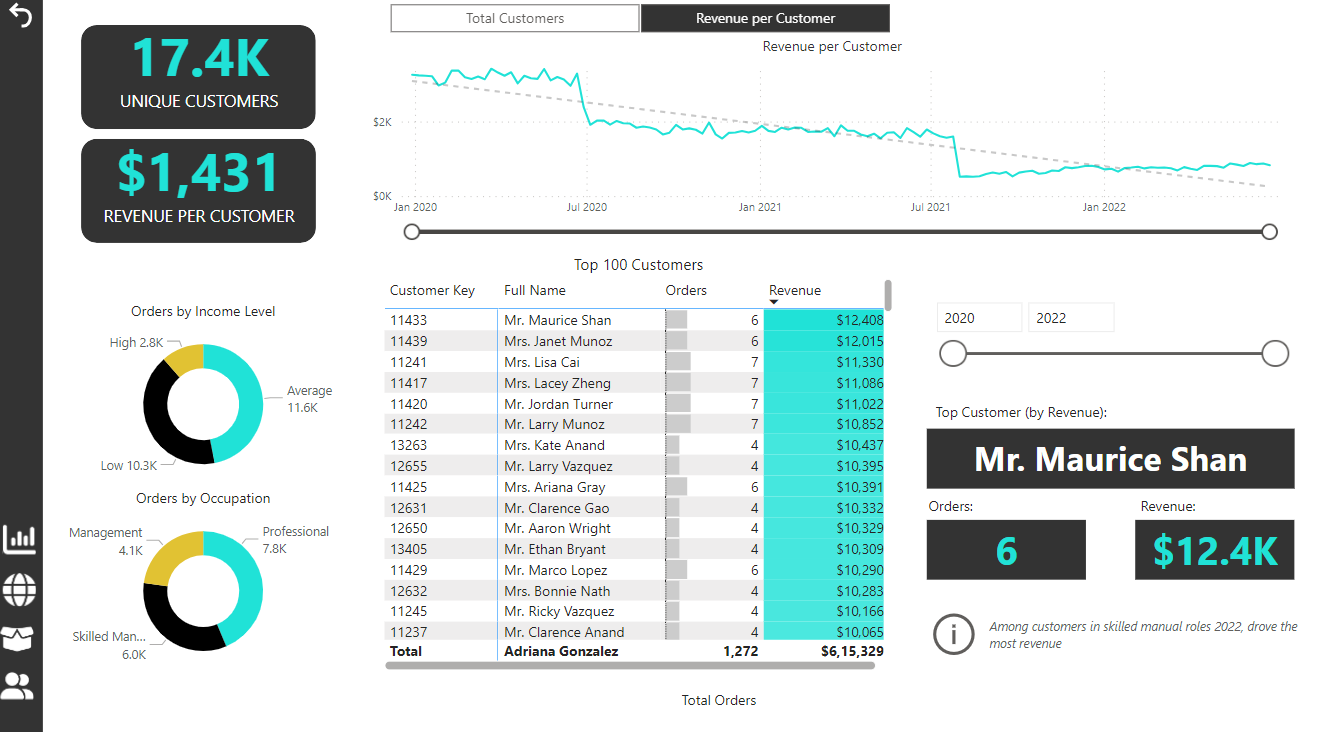 Total Customers
Revenue per Customer
17.4K
UNIQUE CUSTOMERS
$1,431
REVENUE PER CUSTOMER
Revenue per Customer
$2K
$0K
Jan 2020 Jul 2020 Jan 2021 Jul 2021 Jan 2022
Orders by Income Level
High 2.8K
Average
11.6K
Low 10.3K
Orders by Occupation
Management
4.1K
Professional
7.8K
Skilled Man...
6.0K
Top 100 Customers
Customer Key Full Name Orders Revenue
11433 Mr. Maurice Shan 6 $12,408
11439 Mrs. Janet Munoz 6 $12,015
11241 Mrs. Lisa Cai 7 $11,330
11417 Mrs. Lacey Zheng 7 $11,086
11420 Mr. Jordan Turner 7 $11,022
11242 Mr. Larry Munoz 7 $10,852
13263 Mrs. Kate Anand 4 $10,437
12655 Mr. Larry Vazquez 4 $10,395
11425 Mrs. Ariana Gray 6 $10,391
12631 Mr. Clarence Gao 4 $10,332
12650 Mr. Aaron Wright 4 $10,329
13405 Mr. Ethan Bryant 4 $10,309
11429 Mr. Marco Lopez 6 $10,290
12632 Mrs. Bonnie Nath 4 $10,283
11245 Mr. Ricky Vazquez 4 $10,166
11237 Mr. Clarence Anand 4 $10,065
Total Adriana Gonzalez 1,272 $6,15,329
Total Orders
2020 2022
Top Customer (by Revenue):
Mr. Maurice Shan
Orders: Revenue:
6 $12.4K
i
Among customers in skilled manual roles 2022, drove the
most revenue